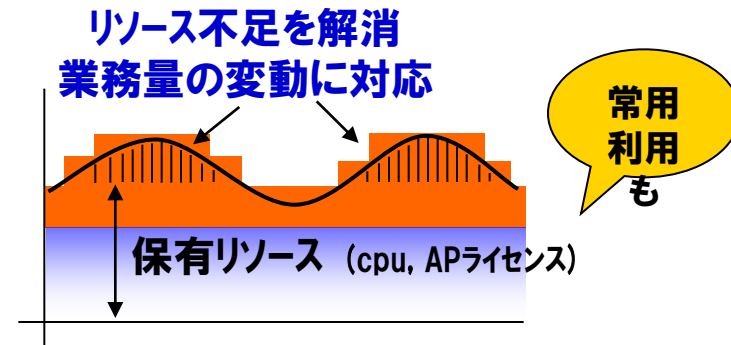 リソース不足を解消
業務量の変動に対応
常用
利用
も
保有リソース (cpu, APライセンス)